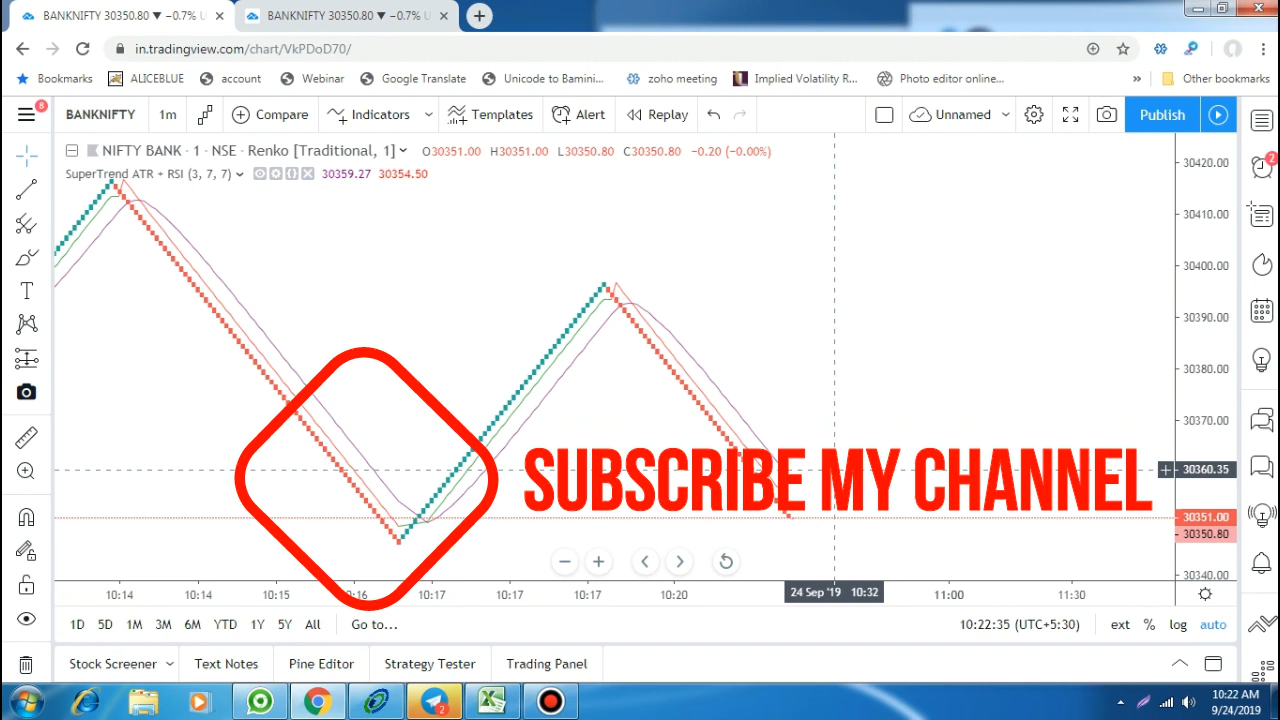 BANKNIFTY 30350.80 ▼ −0.7% U
BANKNIFTY 30350.80 ▼ −0.7% U
in.tradingview.com/chart/VkPDoD70/
Bookmarks ALICEBLUE account Webinar Google Translate Unicode to Bamini... zoho meeting Implied Volatility R... Photo editor online... » Other bookmarks
8
BANKNIFTY 1m Compare Indicators Templates Alert Replay Unnamed Publish
NIFTY BANK · 1 · NSE · Renko [Traditional, 1] O30351.00 H30351.00 L30350.80 C30350.80 −0.20 (−0.00%)
SuperTrend ATR + RSI (3, 7, 7) 30359.27 30354.50
2
30420.00
30410.00
30400.00
30390.00
30380.00
30370.00
30360.35
SUBSCRIBE MY CHANNEL
30351.00
30350.80
30340.00
10:14 10:14 10:15 10:16 10:17 10:17 10:17 10:20 24 Sep '19 10:32 11:00 11:30
1D 5D 1M 3M 6M YTD 1Y 5Y All Go to... 10:22:35 (UTC+5:30) ext % log auto
Stock Screener Text Notes Pine Editor Strategy Tester Trading Panel
2
10:22 AM
9/24/2019